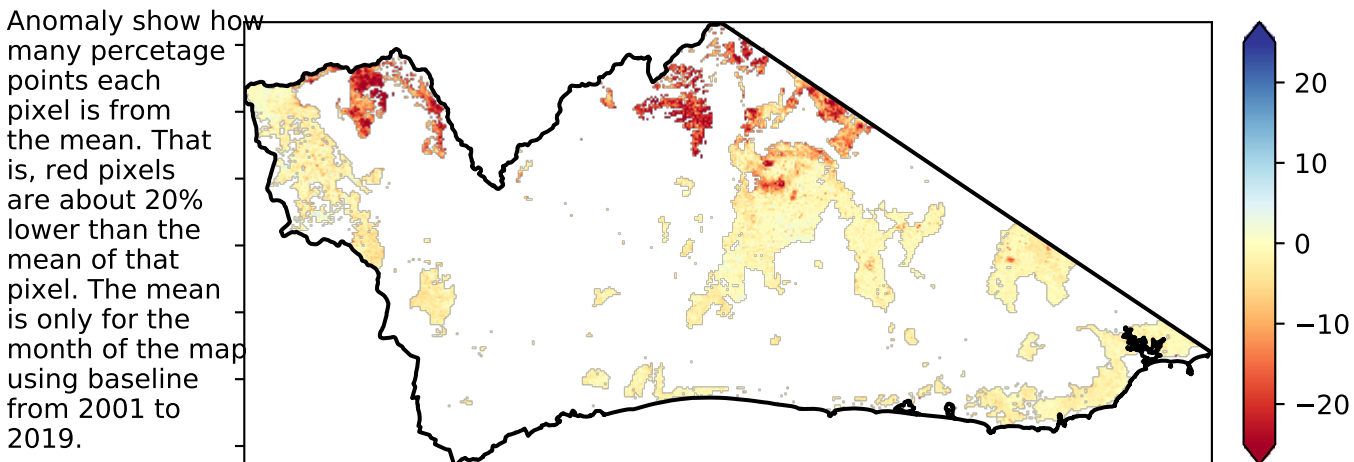 Anomaly show how
many percetage
points each
pixel is from
the mean. That
is, red pixels
are about 20%
lower than the
mean of that
pixel. The mean
is only for the
month of the map
using baseline
from 2001 to
2019.
20
10
0
−10
−20